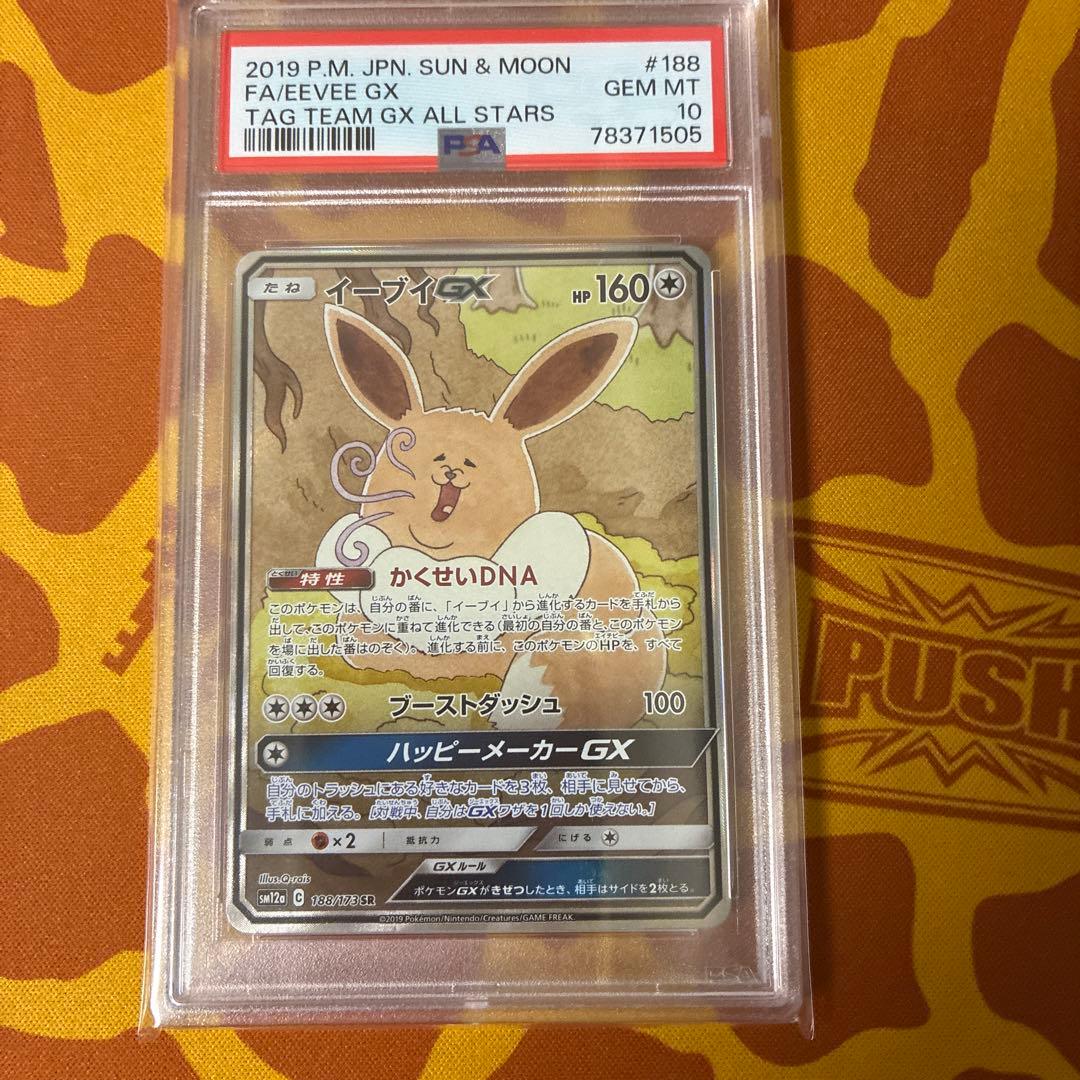 2019 P.M. JPN. SUN & MOON #188
FA/EEVEE GX GEM MT
TAG TEAM GX ALL STARS 10
78371505
PSA
たね イーブイGX HP 160
とくせい
特性 かくせいDNA
このポケモンは、自分の番に、「イーブイ」から進化するカードを手札から
出して、このポケモンに重ねて進化できる（最初の自分の番と、このポケモン
を場に出した番はのぞく）。進化する前に、このポケモンのHPを、すべて
回復する。
ブーストダッシュ 100
ハッピーメーカーGX
自分のトラッシュにある好きなカードを3枚、相手に見せてから、
手札に加える。［対戦中、自分はGXワザを1回しか使えない。］
弱点 ×2 抵抗力 にげる
GXルール
ポケモンGXがきぜつしたとき、相手はサイドを2枚とる。
Illus.Q-rais
sm12a C 188/173 SR
©2019 Pokémon/Nintendo/Creatures/GAME FREAK.
PSA
PUSH